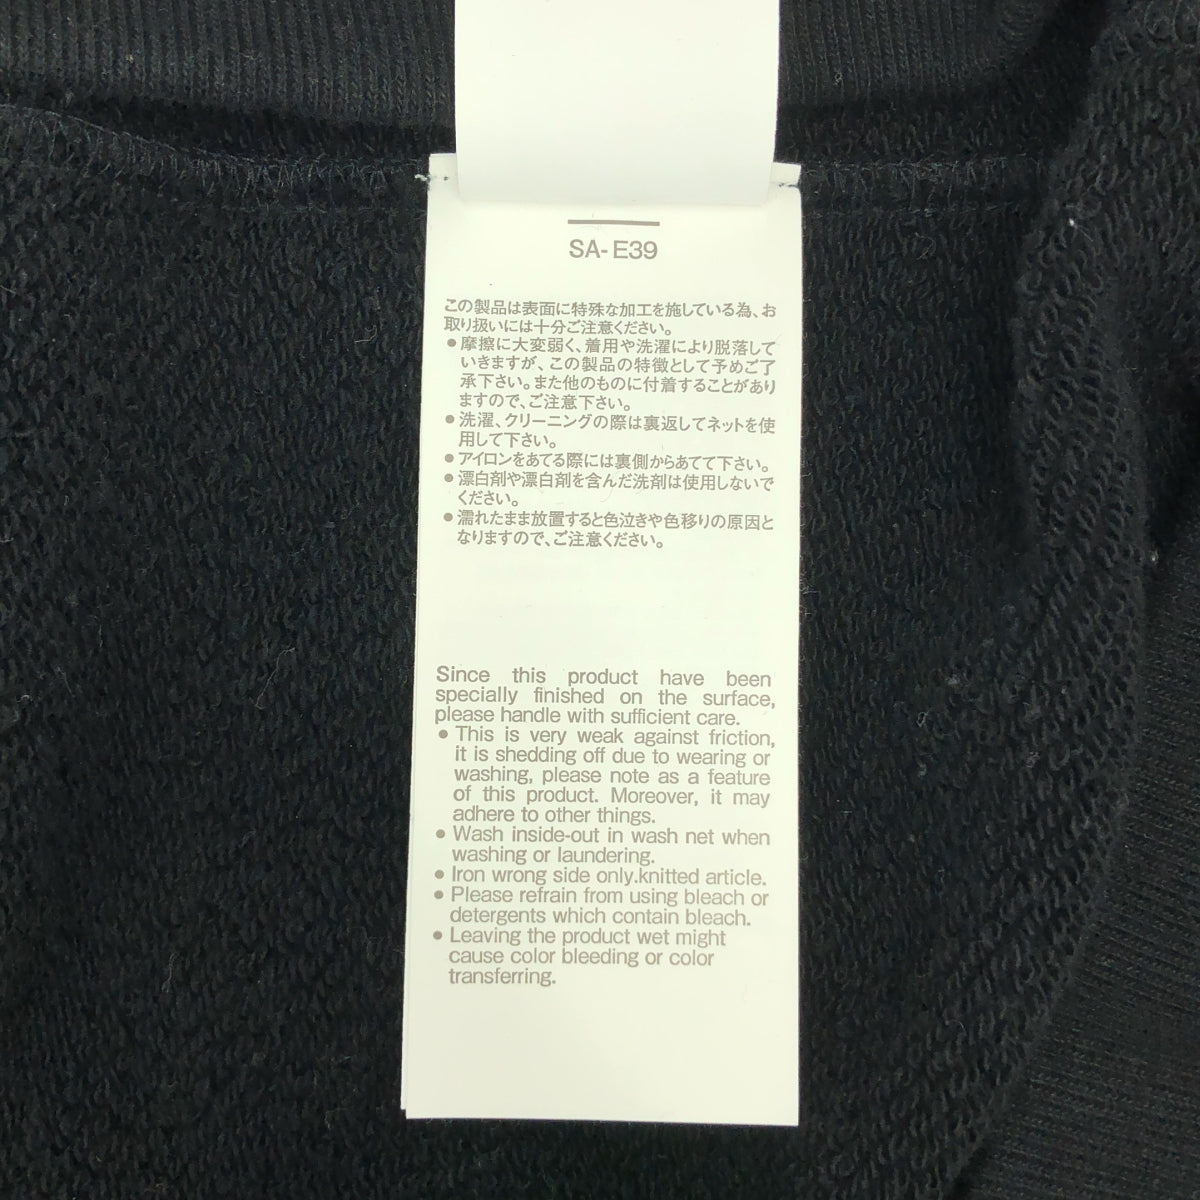 SA-E39
この製品は表面に特殊な加工を施している為、お
取り扱いには十分ご注意ください。
●摩擦に大変弱く、着用や洗濯により脱落して
いきますが、この製品の特徴として予めご了
承下さい。また他のものに付着することがあり
ますので、ご注意下さい。
●洗濯、クリーニングの際は裏返してネットを使
用して下さい。
●アイロンをあてる際には裏側からあてて下さい。
●漂白剤や漂白剤を含んだ洗剤は使用しないで
ください。
●濡れたまま放置すると色泣きや色移りの原因と
なりますので、ご注意ください。
Since this product have been
specially finished on the surface,
please handle with sufficient care.
● This is very weak against friction,
it is shedding off due to wearing or
washing, please note as a feature
of this product. Moreover, it may
adhere to other things.
● Wash inside-out in wash net when
washing or laundering.
● Iron wrong side only.knitted article.
● Please refrain from using bleach or
detergents which contain bleach.
● Leaving the product wet might
cause color bleeding or color
transferring.